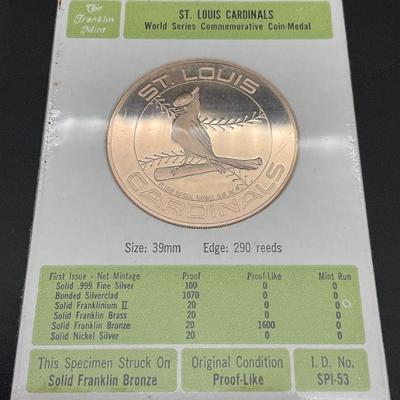 The
Franklin
Mint
ST. LOUIS CARDINALS
World Series Commemorative Coin-Medal
ST. LOUIS
CARDINALS
Size: 39mm Edge: 290 reeds
First Issue - Net Mintage Proof Proof-Like Mint Run
Solid .999 Fine Silver 100 0 0
Bonded Silverclad 1070 0 0
Solid Franklinium II 20 0 0
Solid Franklin Brass 20 0 0
Solid Franklin Bronze 20 1600 0
Solid Nickel Silver 20 0 0
This Specimen Struck On
Solid Franklin Bronze
Original Condition
Proof-Like
I. D. No.
SPI-53